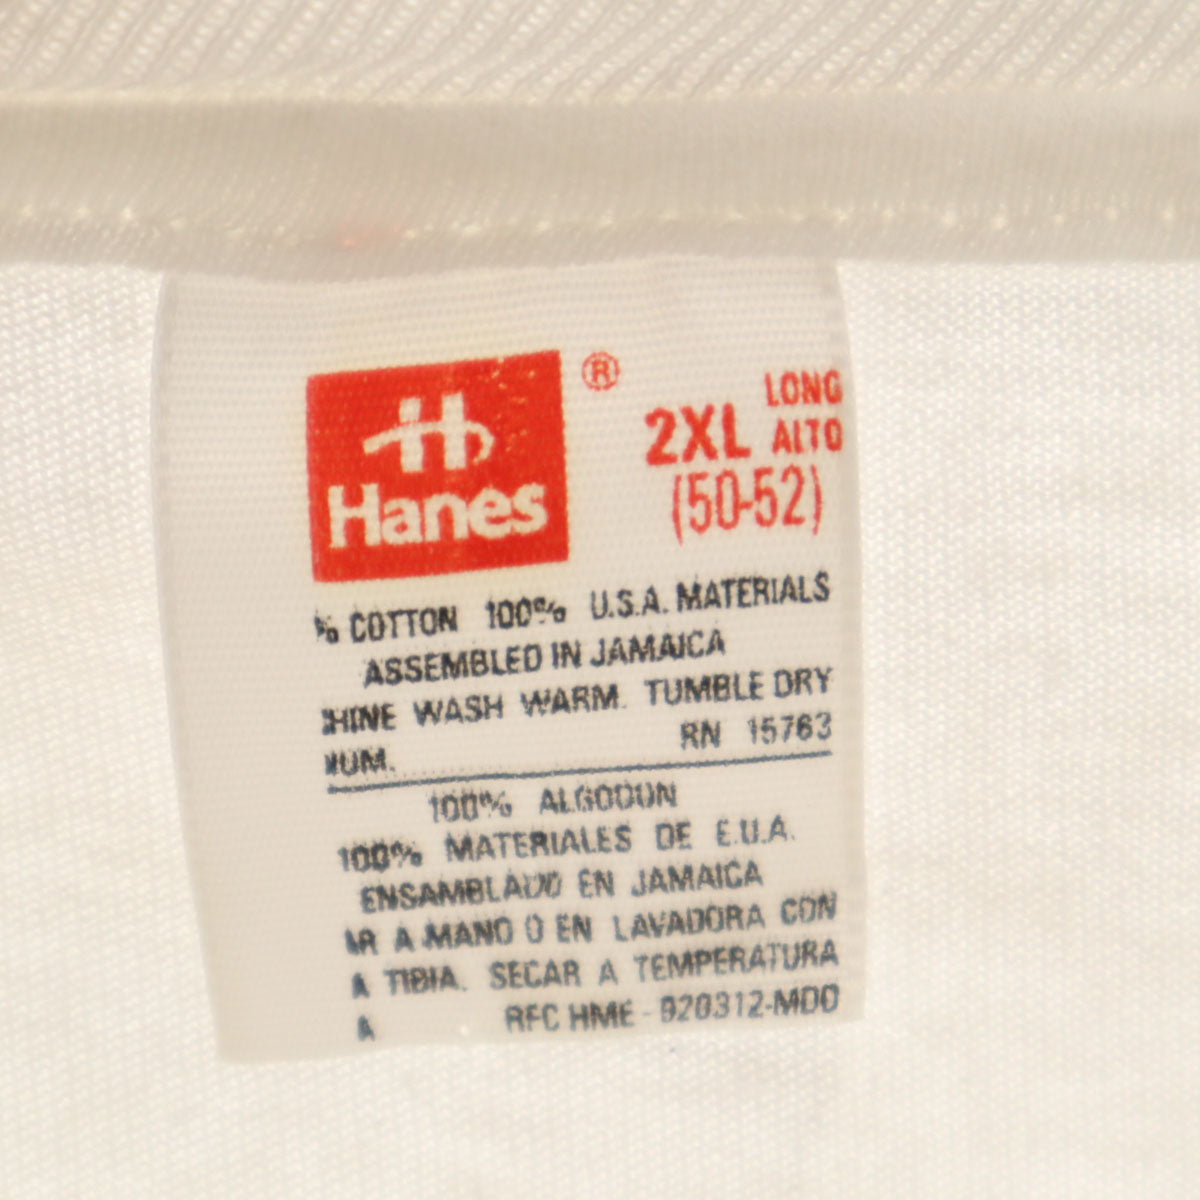 Hanes ®
2XL LONG ALTO
(50-52)
% COTTON 100% U.S.A. MATERIALS
ASSEMBLED IN JAMAICA
HINE WASH WARM. TUMBLE DRY
IUM. RN 15763
100% ALGODON
100% MATERIALES DE E.U.A.
ENSAMBLADO EN JAMAICA
AR A MANO O EN LAVADORA CON
A TIBIA. SECAR A TEMPERATURA
A RFC HME - 920312-MD0